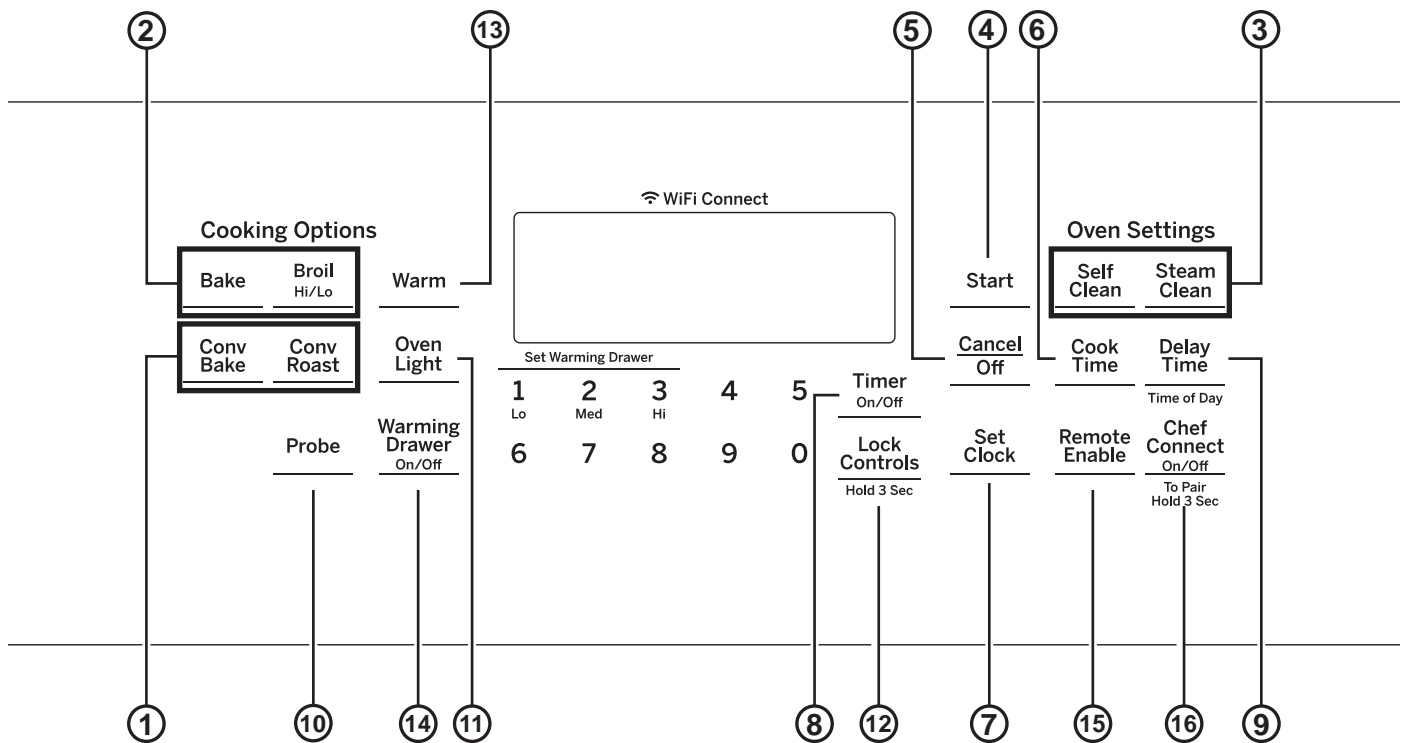 2 13 5 4 6 3
WiFi Connect
Cooking Options
Oven Settings
Bake
Broil
Hi/Lo
Warm
Start
Self
Clean
Steam
Clean
Conv
Bake
Conv
Roast
Oven
Light
Set Warming Drawer
1 2 3 4 5
Lo Med Hi
6 7 8 9 0
Timer
On/Off
Cancel
Off
Cook
Time
Delay
Time
Time of Day
Probe
Warming
Drawer
On/Off
Lock
Controls
Hold 3 Sec
Set
Clock
Remote
Enable
Chef
Connect
On/Off
To Pair
Hold 3 Sec
1 10 14 11 8 12 7 15 16 9